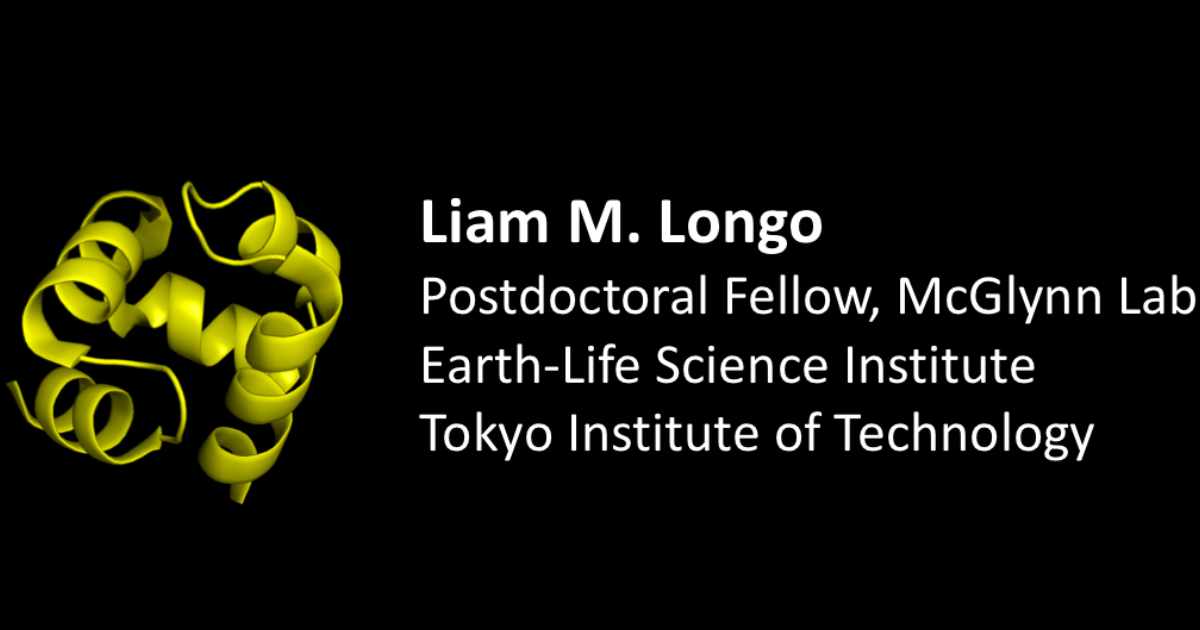 Liam M. Longo
Postdoctoral Fellow, McGlynn Lab
Earth-Life Science Institute
Tokyo Institute of Technology